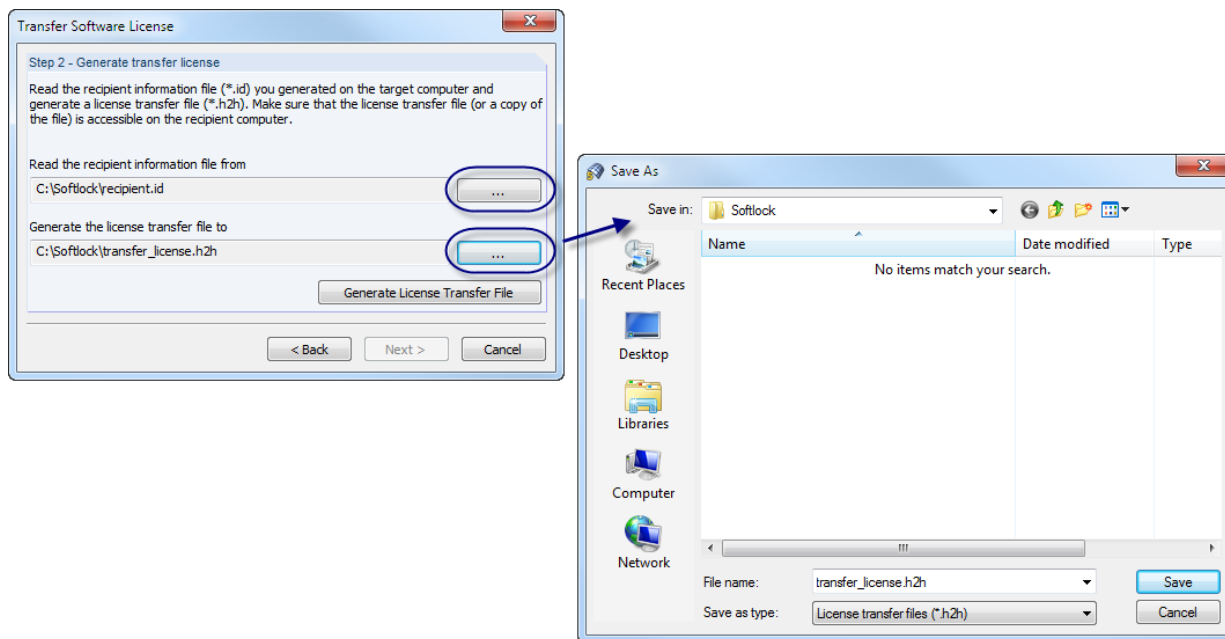 Transfer Software License
Step 2 - Generate transfer license
Read the recipient information file (*.id) you generated on the target computer and
generate a license transfer file (*.h2h). Make sure that the license transfer file (or a copy of
the file) is accessible on the recipient computer.
Read the recipient information file from
C:\Softlock\recipient.id
...
Generate the license transfer file to
C:\Softlock\transfer_license.h2h
...
Generate License Transfer File
< Back Next > Cancel
Save As
Save in: Softlock
Name Date modified Type
No items match your search.
Recent Places
Desktop
Libraries
Computer
Network
File name: transfer_license.h2h Save
Save as type: License transfer files (*.h2h) Cancel